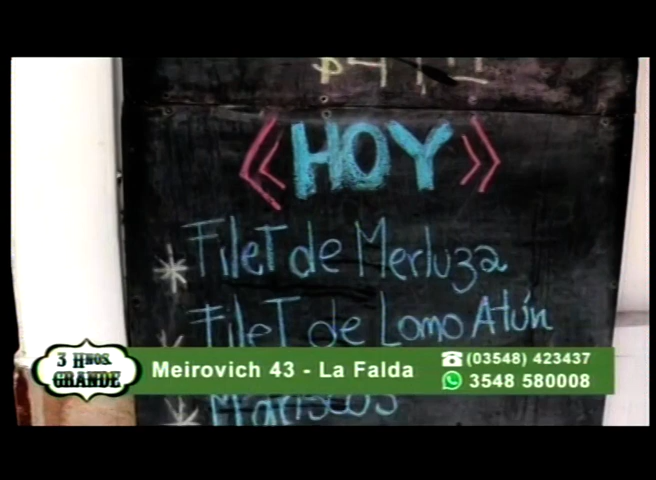 « HOY »
* Filet de Merluza
* Filet de Lomo Atún
3 HNOS. GRANDE
Meirovich 43 - La Falda
(03548) 423437
3548 580008
* Mariscos